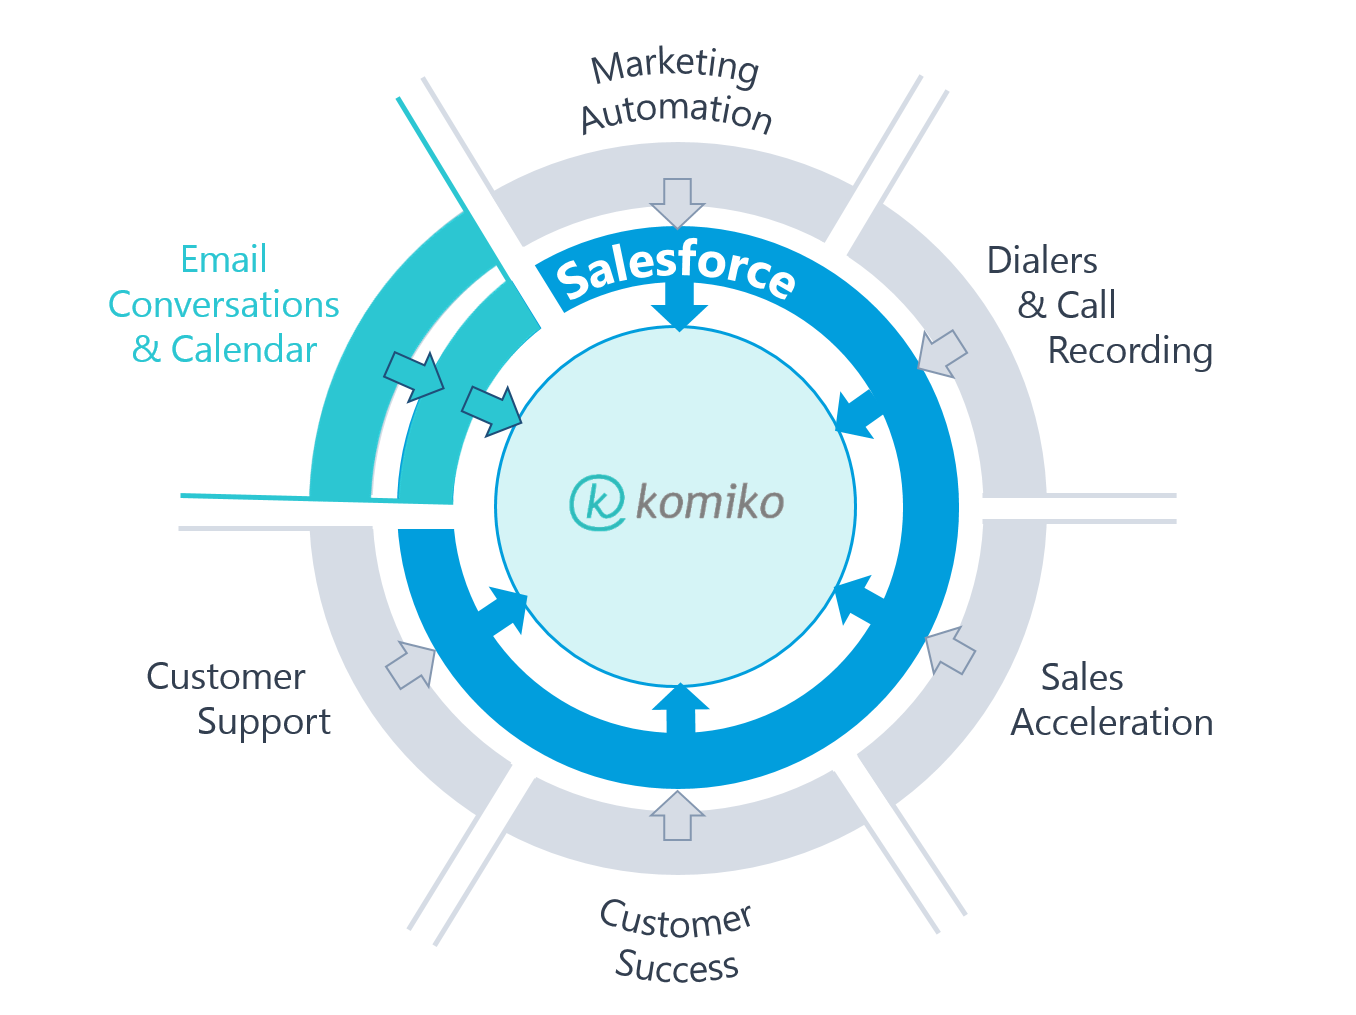 Marketing
Automation
Salesforce
Email
Conversations
& Calendar
Dialers
& Call
Recording
k komiko
Customer
Support
Sales
Acceleration
Customer
Success